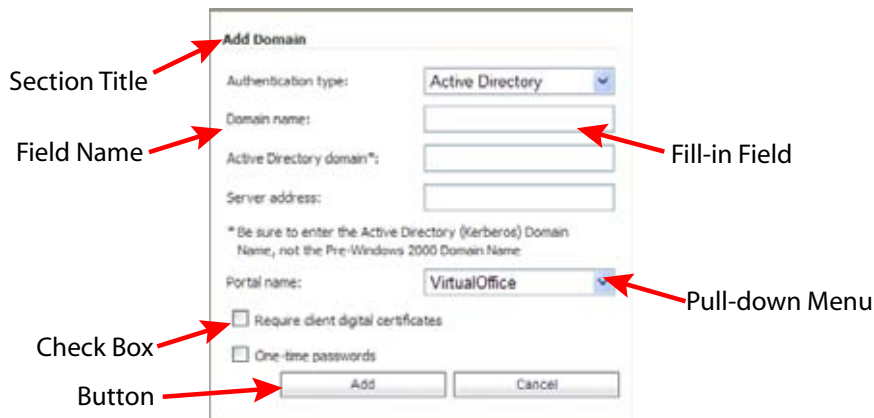 Add Domain
Section Title
Authentication type: Active Directory
Domain name:
Field Name
Fill-in Field
Active Directory domain*:
Server address:
* Be sure to enter the Active Directory (Kerberos) Domain
Name, not the Pre-Windows 2000 Domain Name
Portal name: VirtualOffice
Pull-down Menu
Require client digital certificates
Check Box
One-time passwords
Button
Add Cancel